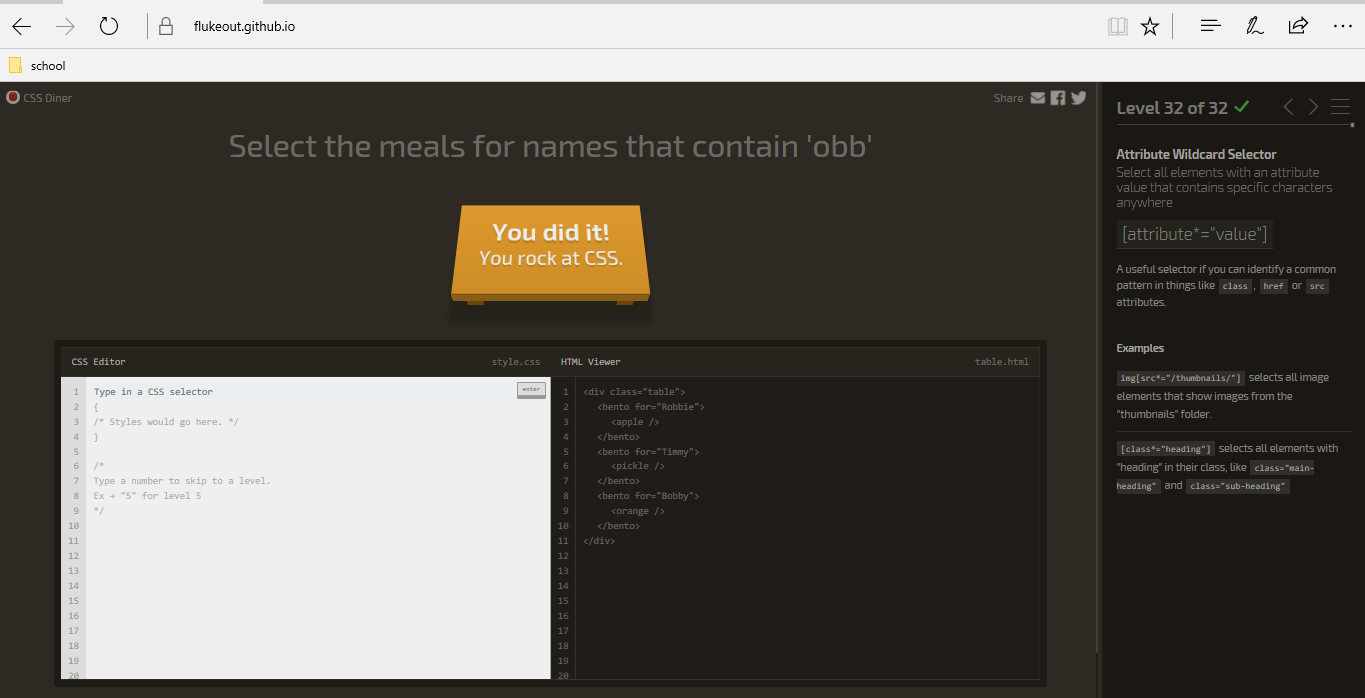 flukeout.github.io
school
CSS Diner
Share
Select the meals for names that contain 'obb'
You did it!
You rock at CSS.
CSS Editor
style.css
1 Type in a CSS selector
enter
2 {
3 /* Styles would go here. */
4 }
5
6 /*
7 Type a number to skip to a level.
8 Ex → "5" for level 5
9 */
10
11
12
13
14
15
16
17
18
19
20
HTML Viewer
table.html
1 <div class="table">
2 <bento for="Robbie">
3 <apple />
4 </bento>
5 <bento for="Timmy">
6 <pickle />
7 </bento>
8 <bento for="Bobby">
9 <orange />
10 </bento>
11 </div>
12
13
14
15
16
17
18
19
20
Level 32 of 32
Attribute Wildcard Selector
Select all elements with an attribute
value that contains specific characters
anywhere
[attribute*="value"]
A useful selector if you can identify a common
pattern in things like class , href or src
attributes.
Examples
img[src*="/thumbnails/"] selects all image
elements that show images from the
"thumbnails" folder.
[class*="heading"] selects all elements with
"heading" in their class, like class="main-
heading" and class="sub-heading"